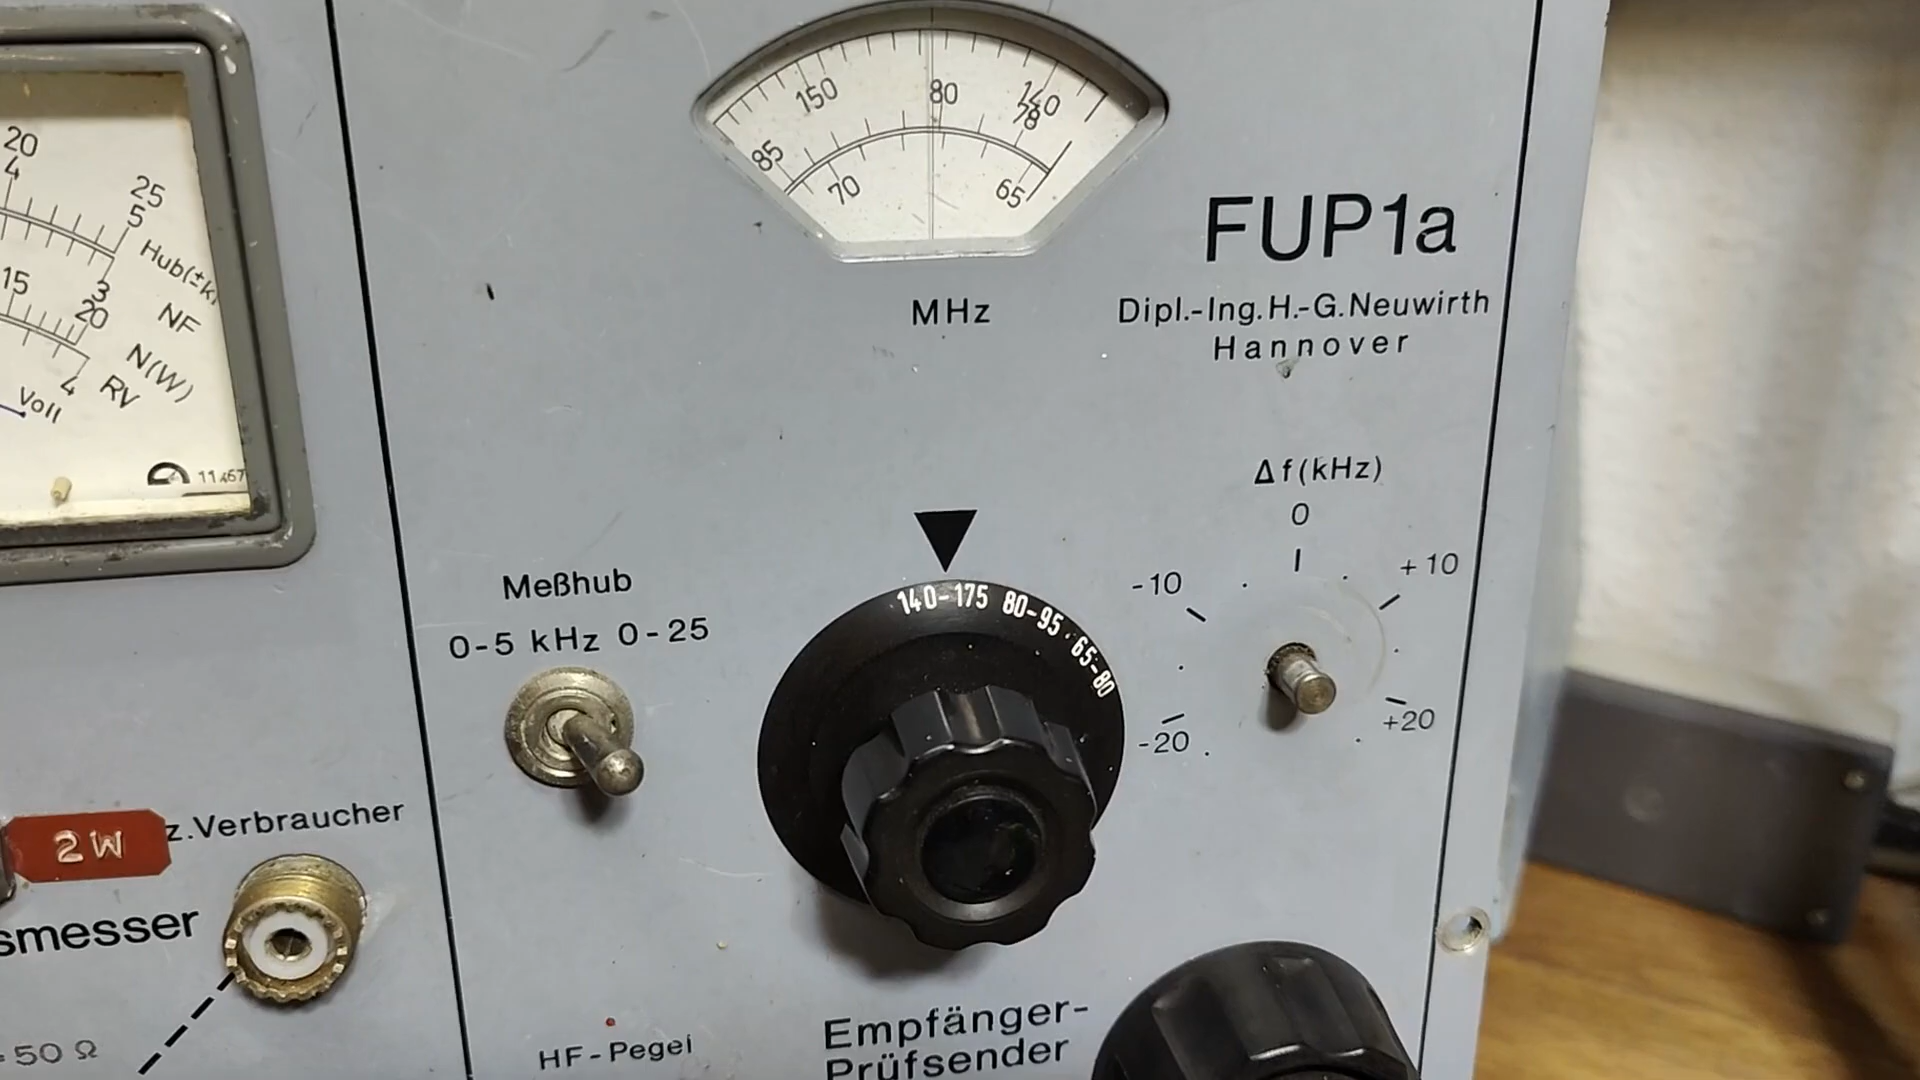 20
4
25
5
Hub(±k
15
3
20
NF
N(W)
4
RV
Voll
150
80
140
78
85
70
65
MHz
FUP1a
Dipl.-Ing.H.-G.Neuwirth
Hannover
Δf(kHz)
0
-10
+10
-20
+20
Meßhub
0-5 kHz 0-25
140-175 80-95·65-80
2W
z.Verbraucher
smesser
50 Ω
HF-Pegel
Empfänger-
Prüfsender